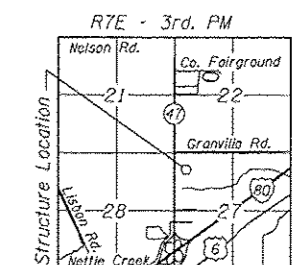 R7E - 3rd. PM
Nelson Rd.
Co. Fairground
21
22
47
Structure Location
Granville Rd.
80
Lisbon Rd.
28
27
6
Nettle Creek